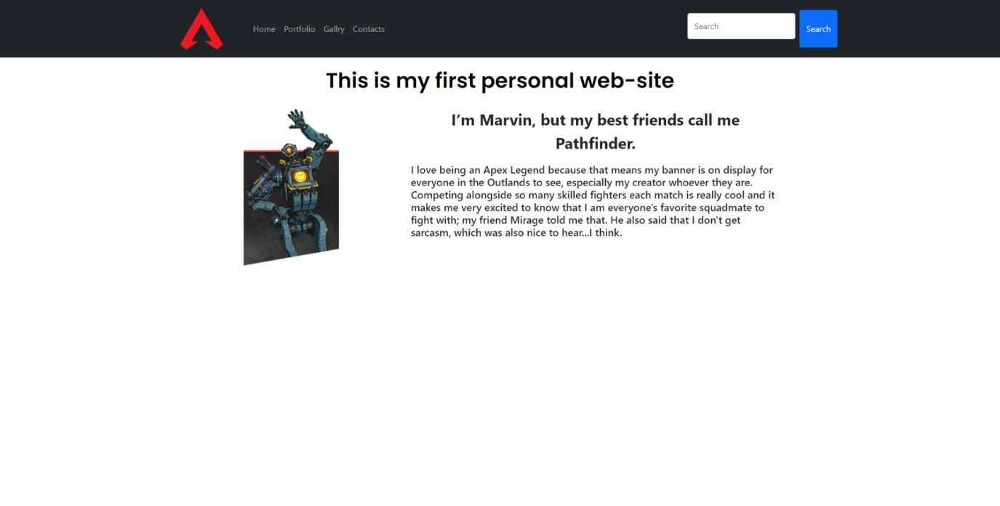 Home Portfolio Gallry Contacts Search Search
This is my first personal web-site
I’m Marvin, but my best friends call me
Pathfinder.
I love being an Apex Legend because that means my banner is on display for
everyone in the Outlands to see, especially my creator whoever they are.
Competing alongside so many skilled fighters each match is really cool and it
makes me very excited to know that I am everyone's favorite squadmate to
fight with; my friend Mirage told me that. He also said that I don't get
sarcasm, which was also nice to hear...I think.